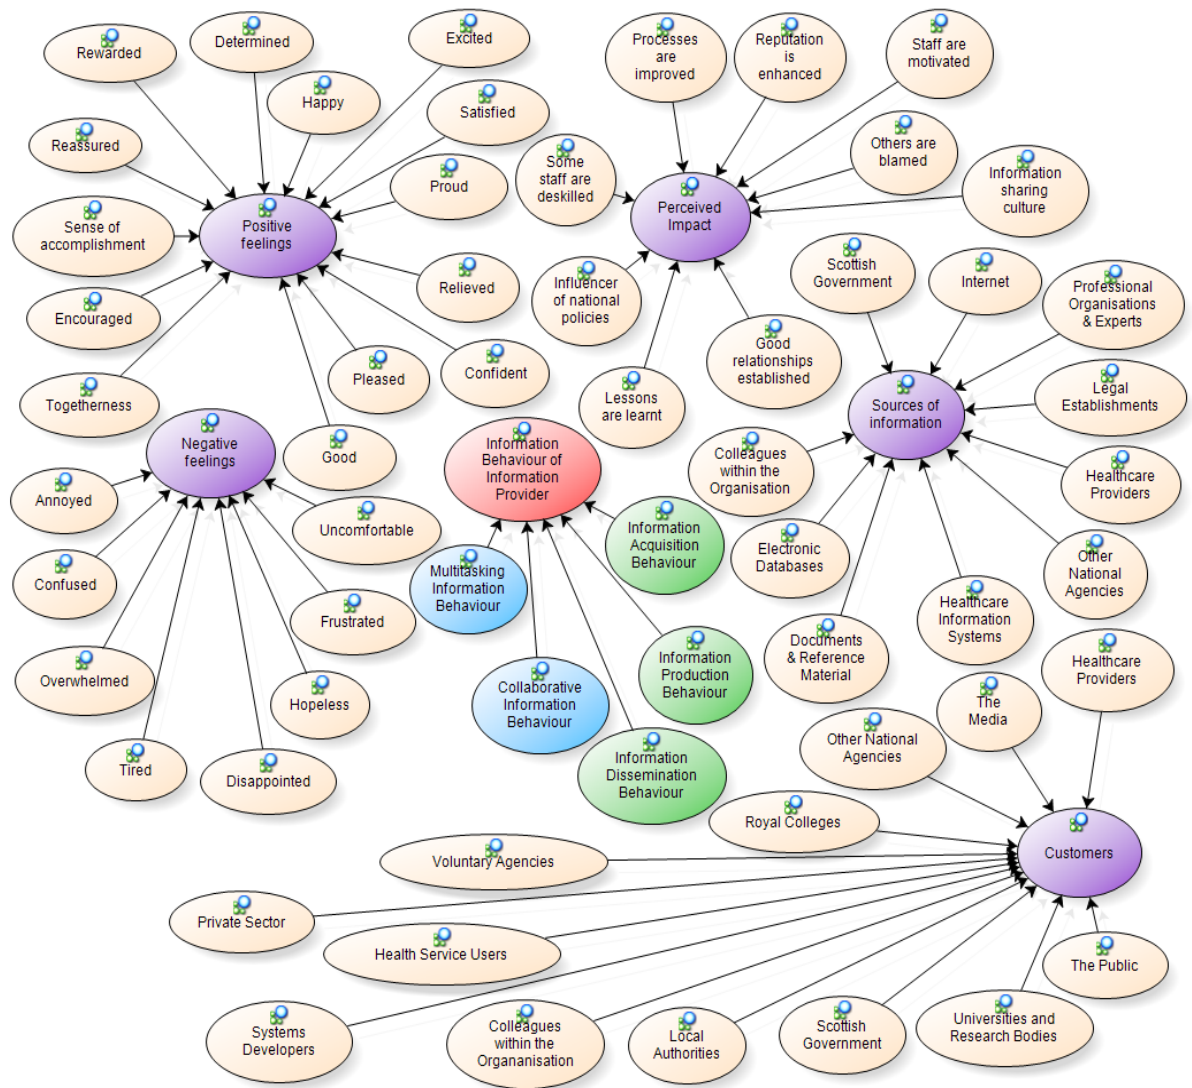 Rewarded
Determined
Excited
Happy
Satisfied
Reassured
Proud
Sense of
accomplishment
Positive
feelings
Encouraged
Relieved
Togetherness
Pleased
Confident
Good
Processes
are
improved
Reputation
is
enhanced
Staff are
motivated
Others are
blamed
Some
staff are
deskilled
Information
sharing
culture
Perceived
Impact
Influencer
of national
policies
Lessons
are learnt
Good
relationships
established
Scottish
Government
Internet
Professional
Organisations
& Experts
Sources of
information
Legal
Establishments
Colleagues
within the
Organisation
Healthcare
Providers
Electronic
Databases
Other
National
Agencies
Documents
& Reference
Material
Healthcare
Information
Systems
Negative
feelings
Annoyed
Uncomfortable
Confused
Frustrated
Overwhelmed
Hopeless
Tired
Disappointed
Information
Behaviour of
Information
Provider
Information
Acquisition
Behaviour
Multitasking
Information
Behaviour
Information
Production
Behaviour
Collaborative
Information
Behaviour
Information
Dissemination
Behaviour
Healthcare
Providers
The
Media
Other National
Agencies
Royal Colleges
Customers
Voluntary Agencies
Private Sector
Health Service Users
The Public
Systems
Developers
Colleagues
within the
Organanisation
Local
Authorities
Scottish
Government
Universities and
Research Bodies